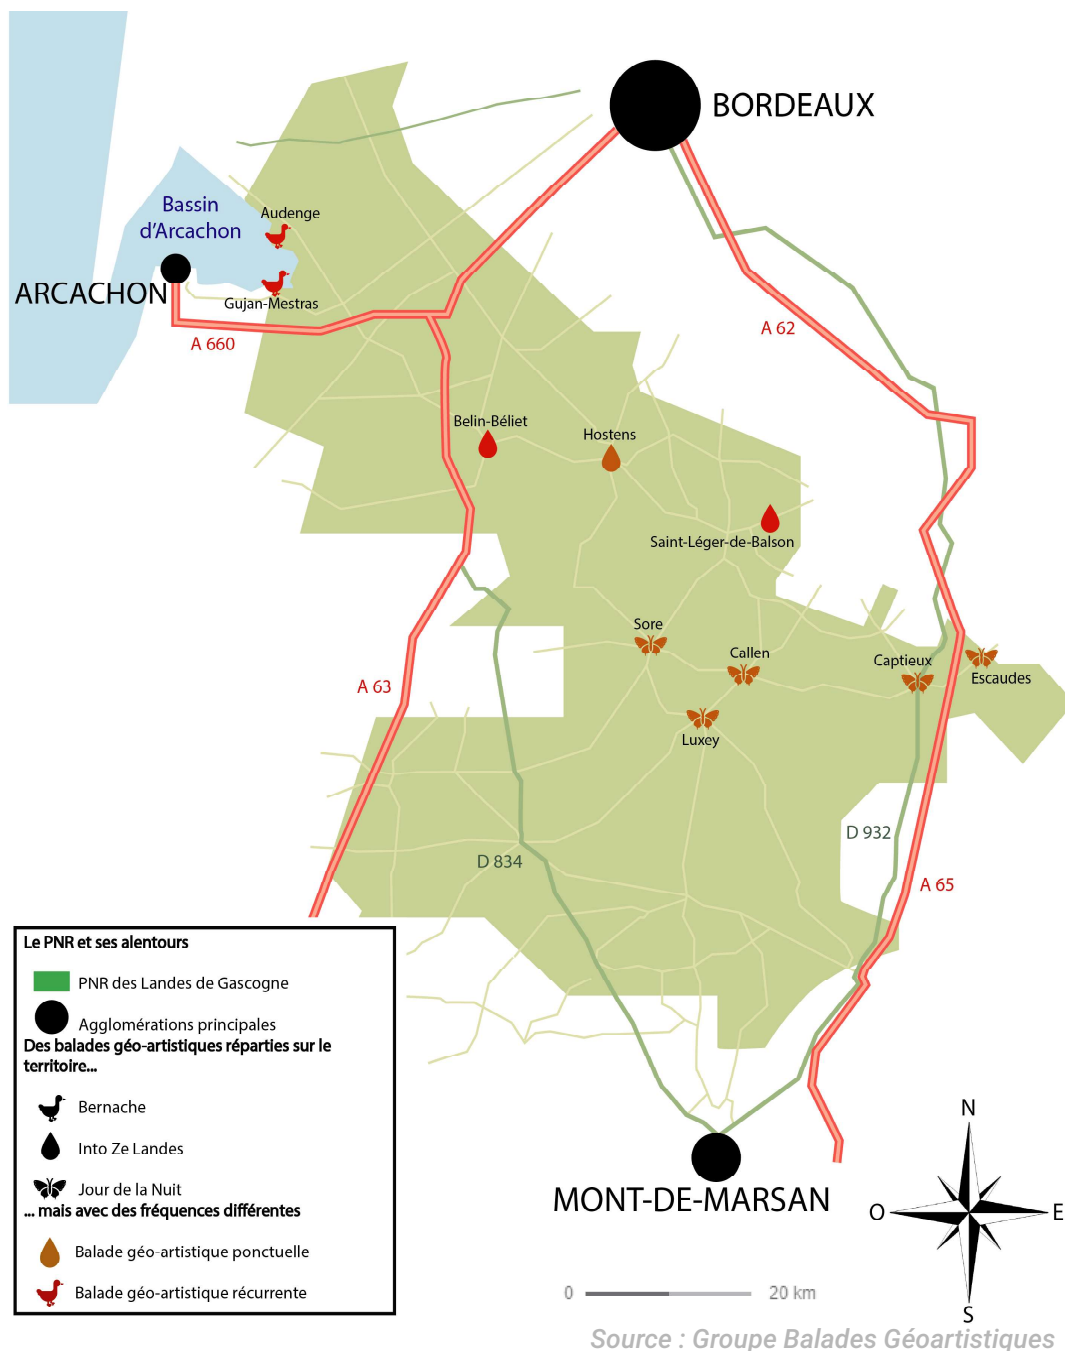 BORDEAUX
Bassin
d'Arcachon
Audenge
ARCACHON
Gujan-Mestras
A 660
A 62
Belin-Béliet
Hostens
Saint-Léger-de-Balson
Sore
Callen
Captieux
Escaudes
A 63
Luxey
D 932
D 834
A 65
Le PNR et ses alentours
PNR des Landes de Gascogne
Agglomérations principales
Des balades géo-artistiques réparties sur le
territoire...
Bernache
Into Ze Landes
Jour de la Nuit
... mais avec des fréquences différentes
Balade géo-artistique ponctuelle
Balade géo-artistique récurrente
MONT-DE-MARSAN
N
O
E
S
0 20 km
Source : Groupe Balades Géoartistiques